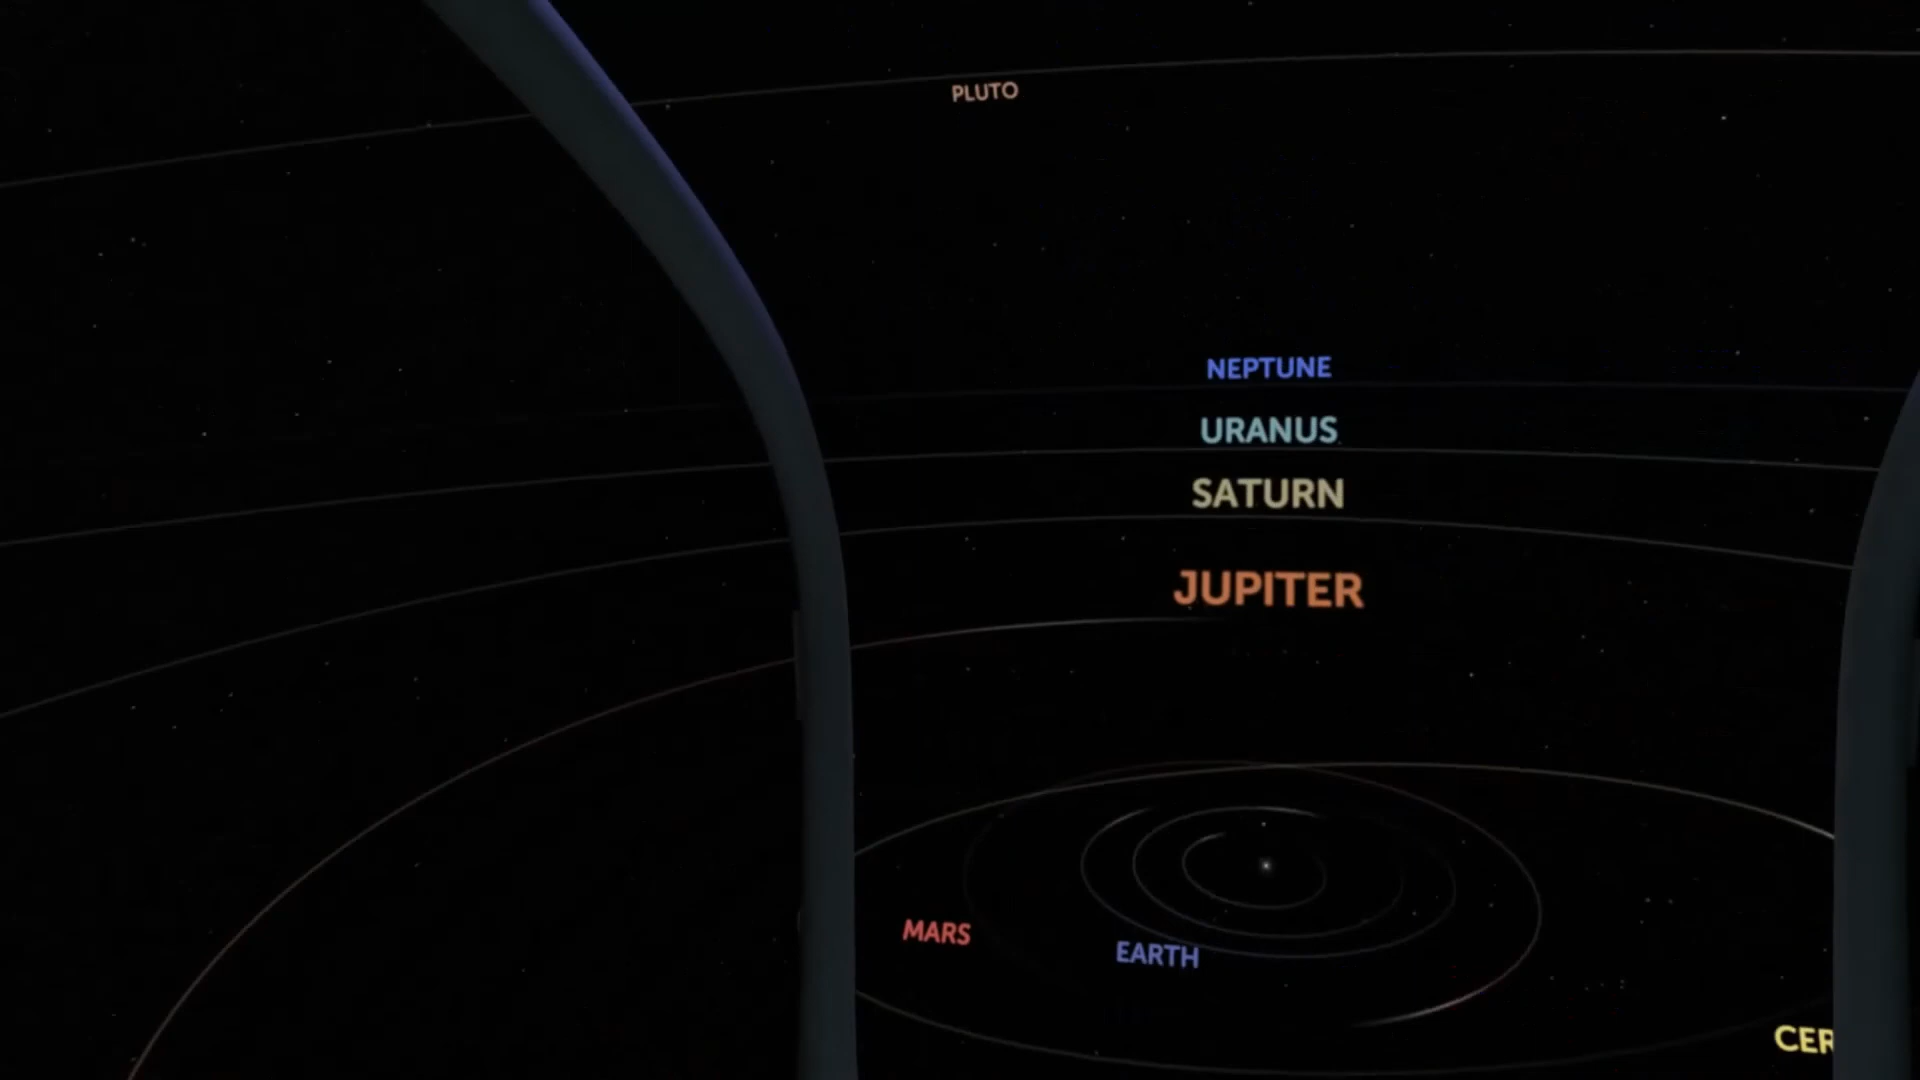 PLUTO
NEPTUNE
URANUS
SATURN
JUPITER
MARS
EARTH
CER